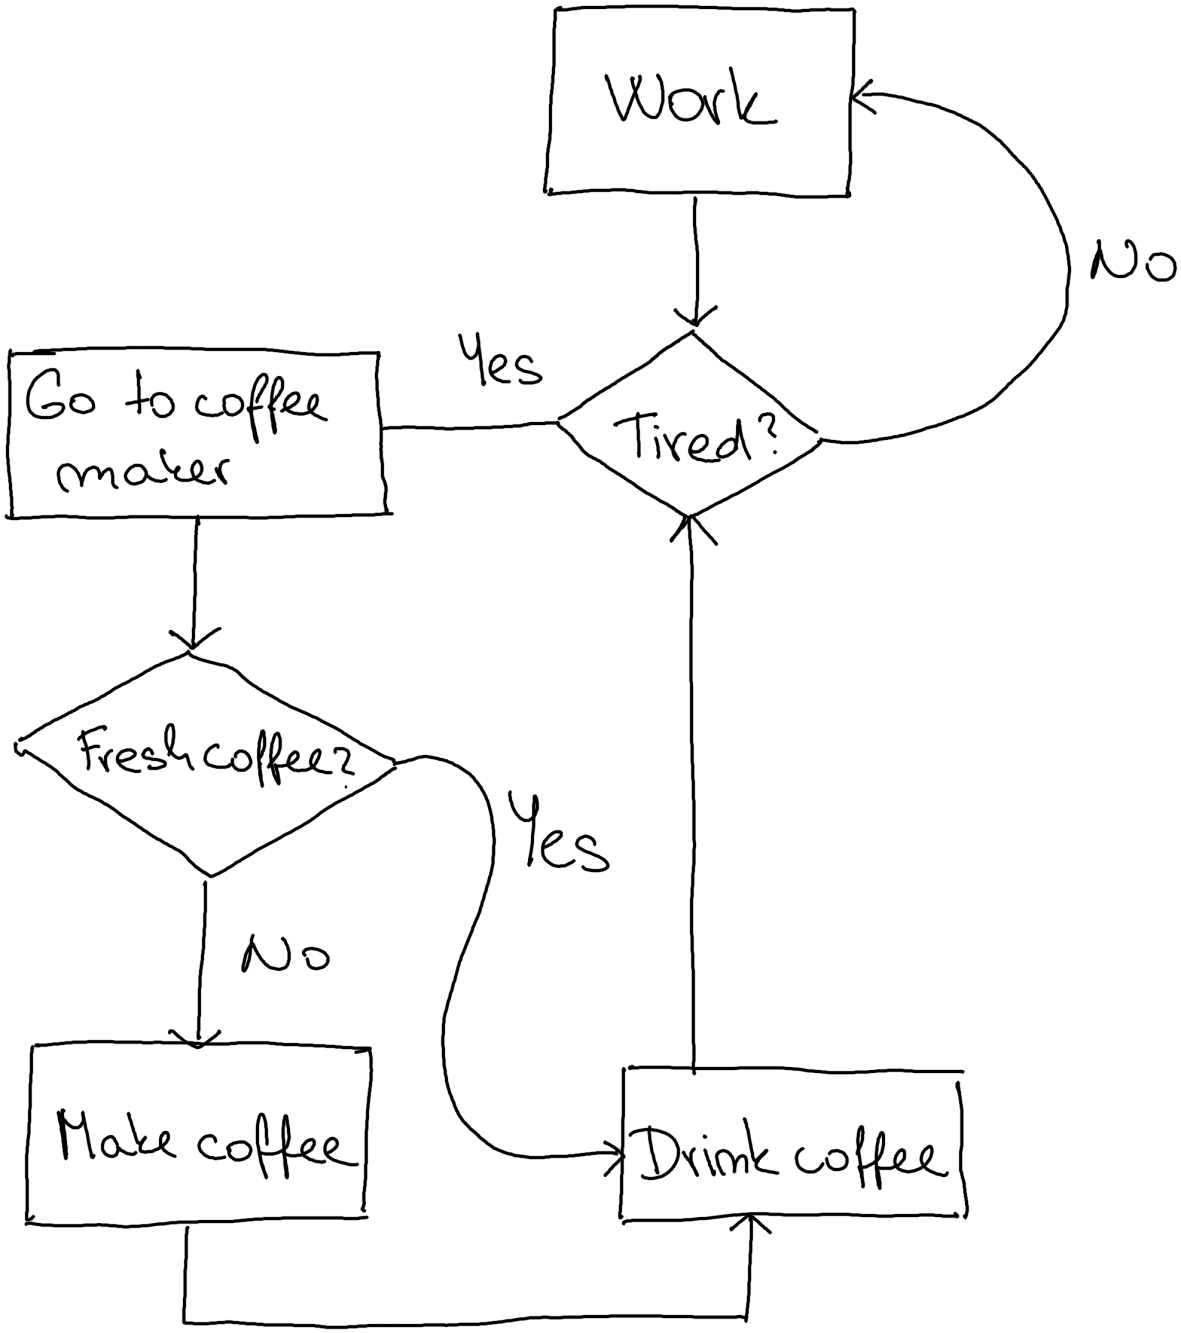 Work
No
Yes
Go to coffee
maker
Tired?
Fresh coffee?
Yes
No
Make coffee
Drink coffee